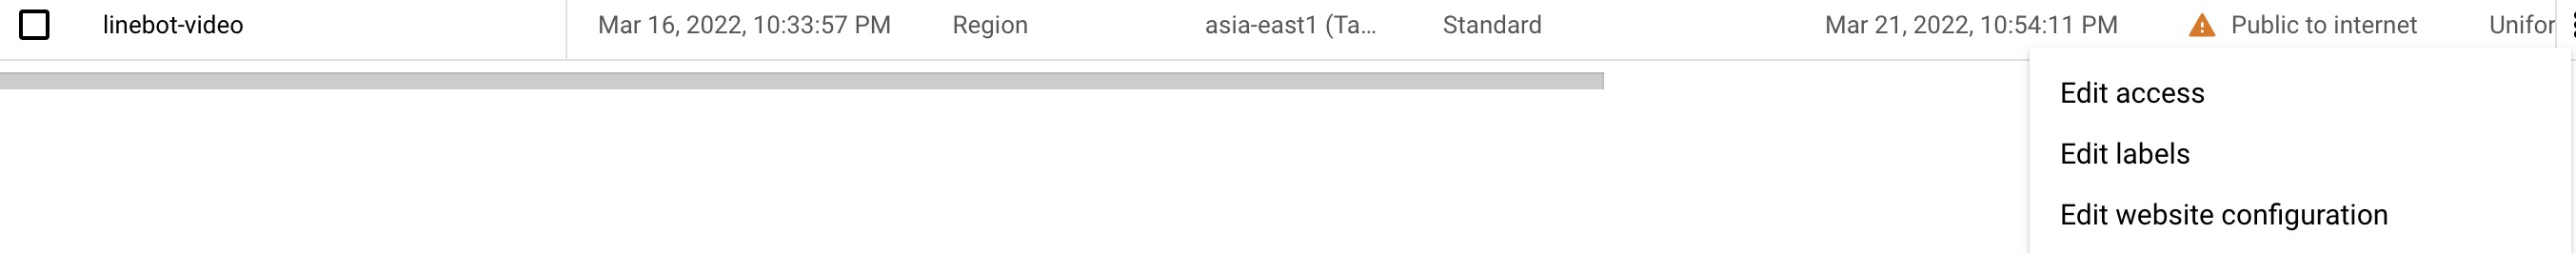 linebot-video Mar 16, 2022, 10:33:57 PM Region asia-east1 (Ta... Standard Mar 21, 2022, 10:54:11 PM Public to internet Unifor
Edit access
Edit labels
Edit website configuration